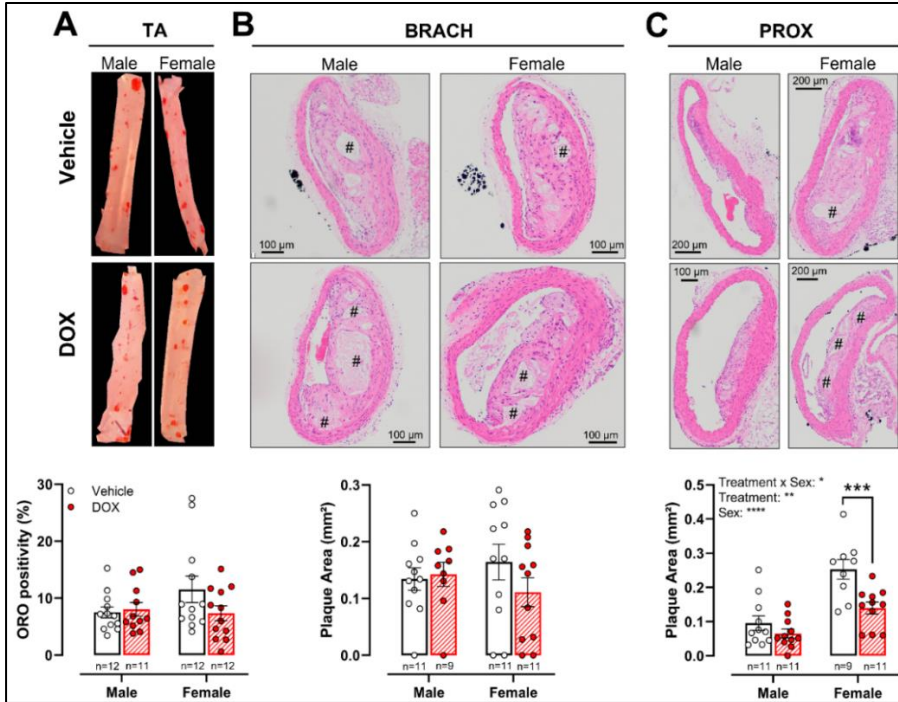 A TA B BRACH C PROX
Male Female Male Female Male Female
Vehicle
# # #
100 µm 100 µm 200 µm 200 µm
DOX
# # # # # # # #
100 µm 100 µm 100 µm 200 µm
ORO positivity (%)
30
20
10
0
Vehicle
DOX
n=12 n=11 n=12 n=12
Male Female
Plaque Area (mm²)
0.3
0.2
0.1
0.0
n=11 n=9 n=11 n=11
Male Female
Plaque Area (mm²)
0.5
0.4
0.3
0.2
0.1
0.0
Treatment x Sex: *
Treatment: **
Sex: ****
***
n=11 n=11 n=9 n=11
Male Female